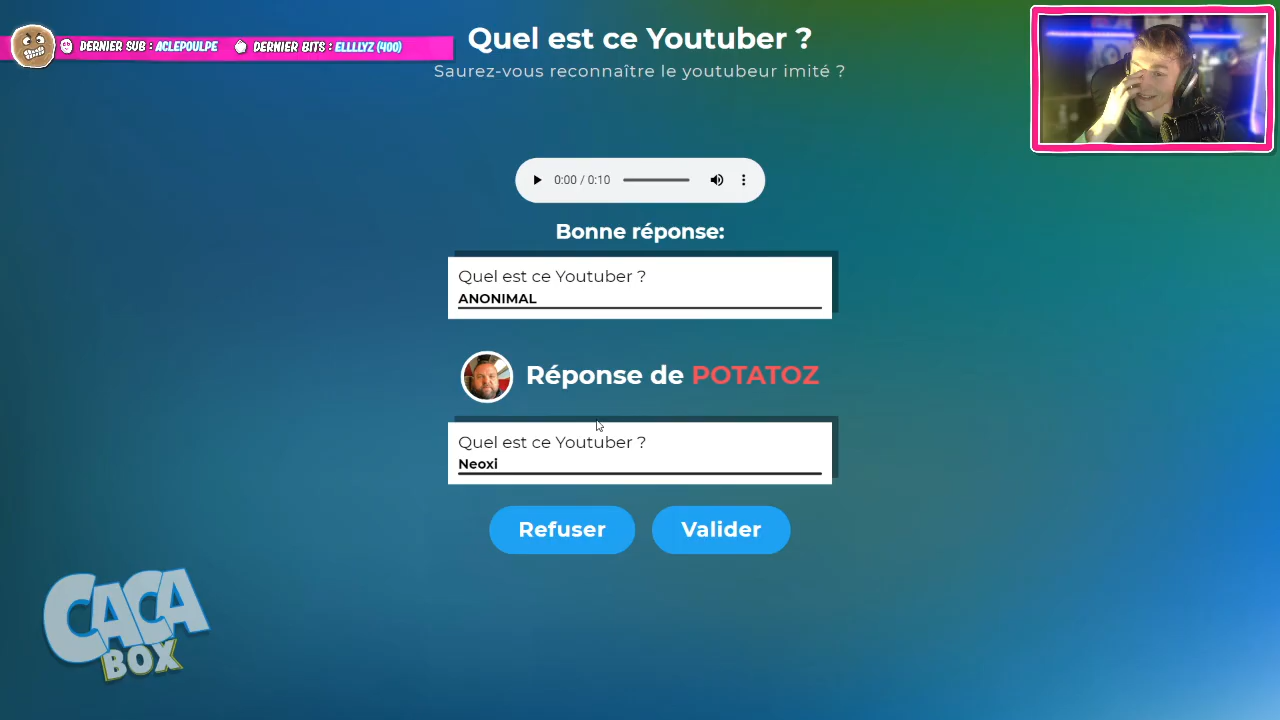 DERNIER SUB : ACLEPOULPE
DERNIER BITS : ELLLLYZ (400)
Quel est ce Youtuber ?
Saurez-vous reconnaître le youtubeur imité ?
0:00 / 0:10
Bonne réponse:
Quel est ce Youtuber ?
ANONIMAL
Réponse de POTATOZ
Quel est ce Youtuber ?
Neoxi
Refuser
Valider
CACA
BOX